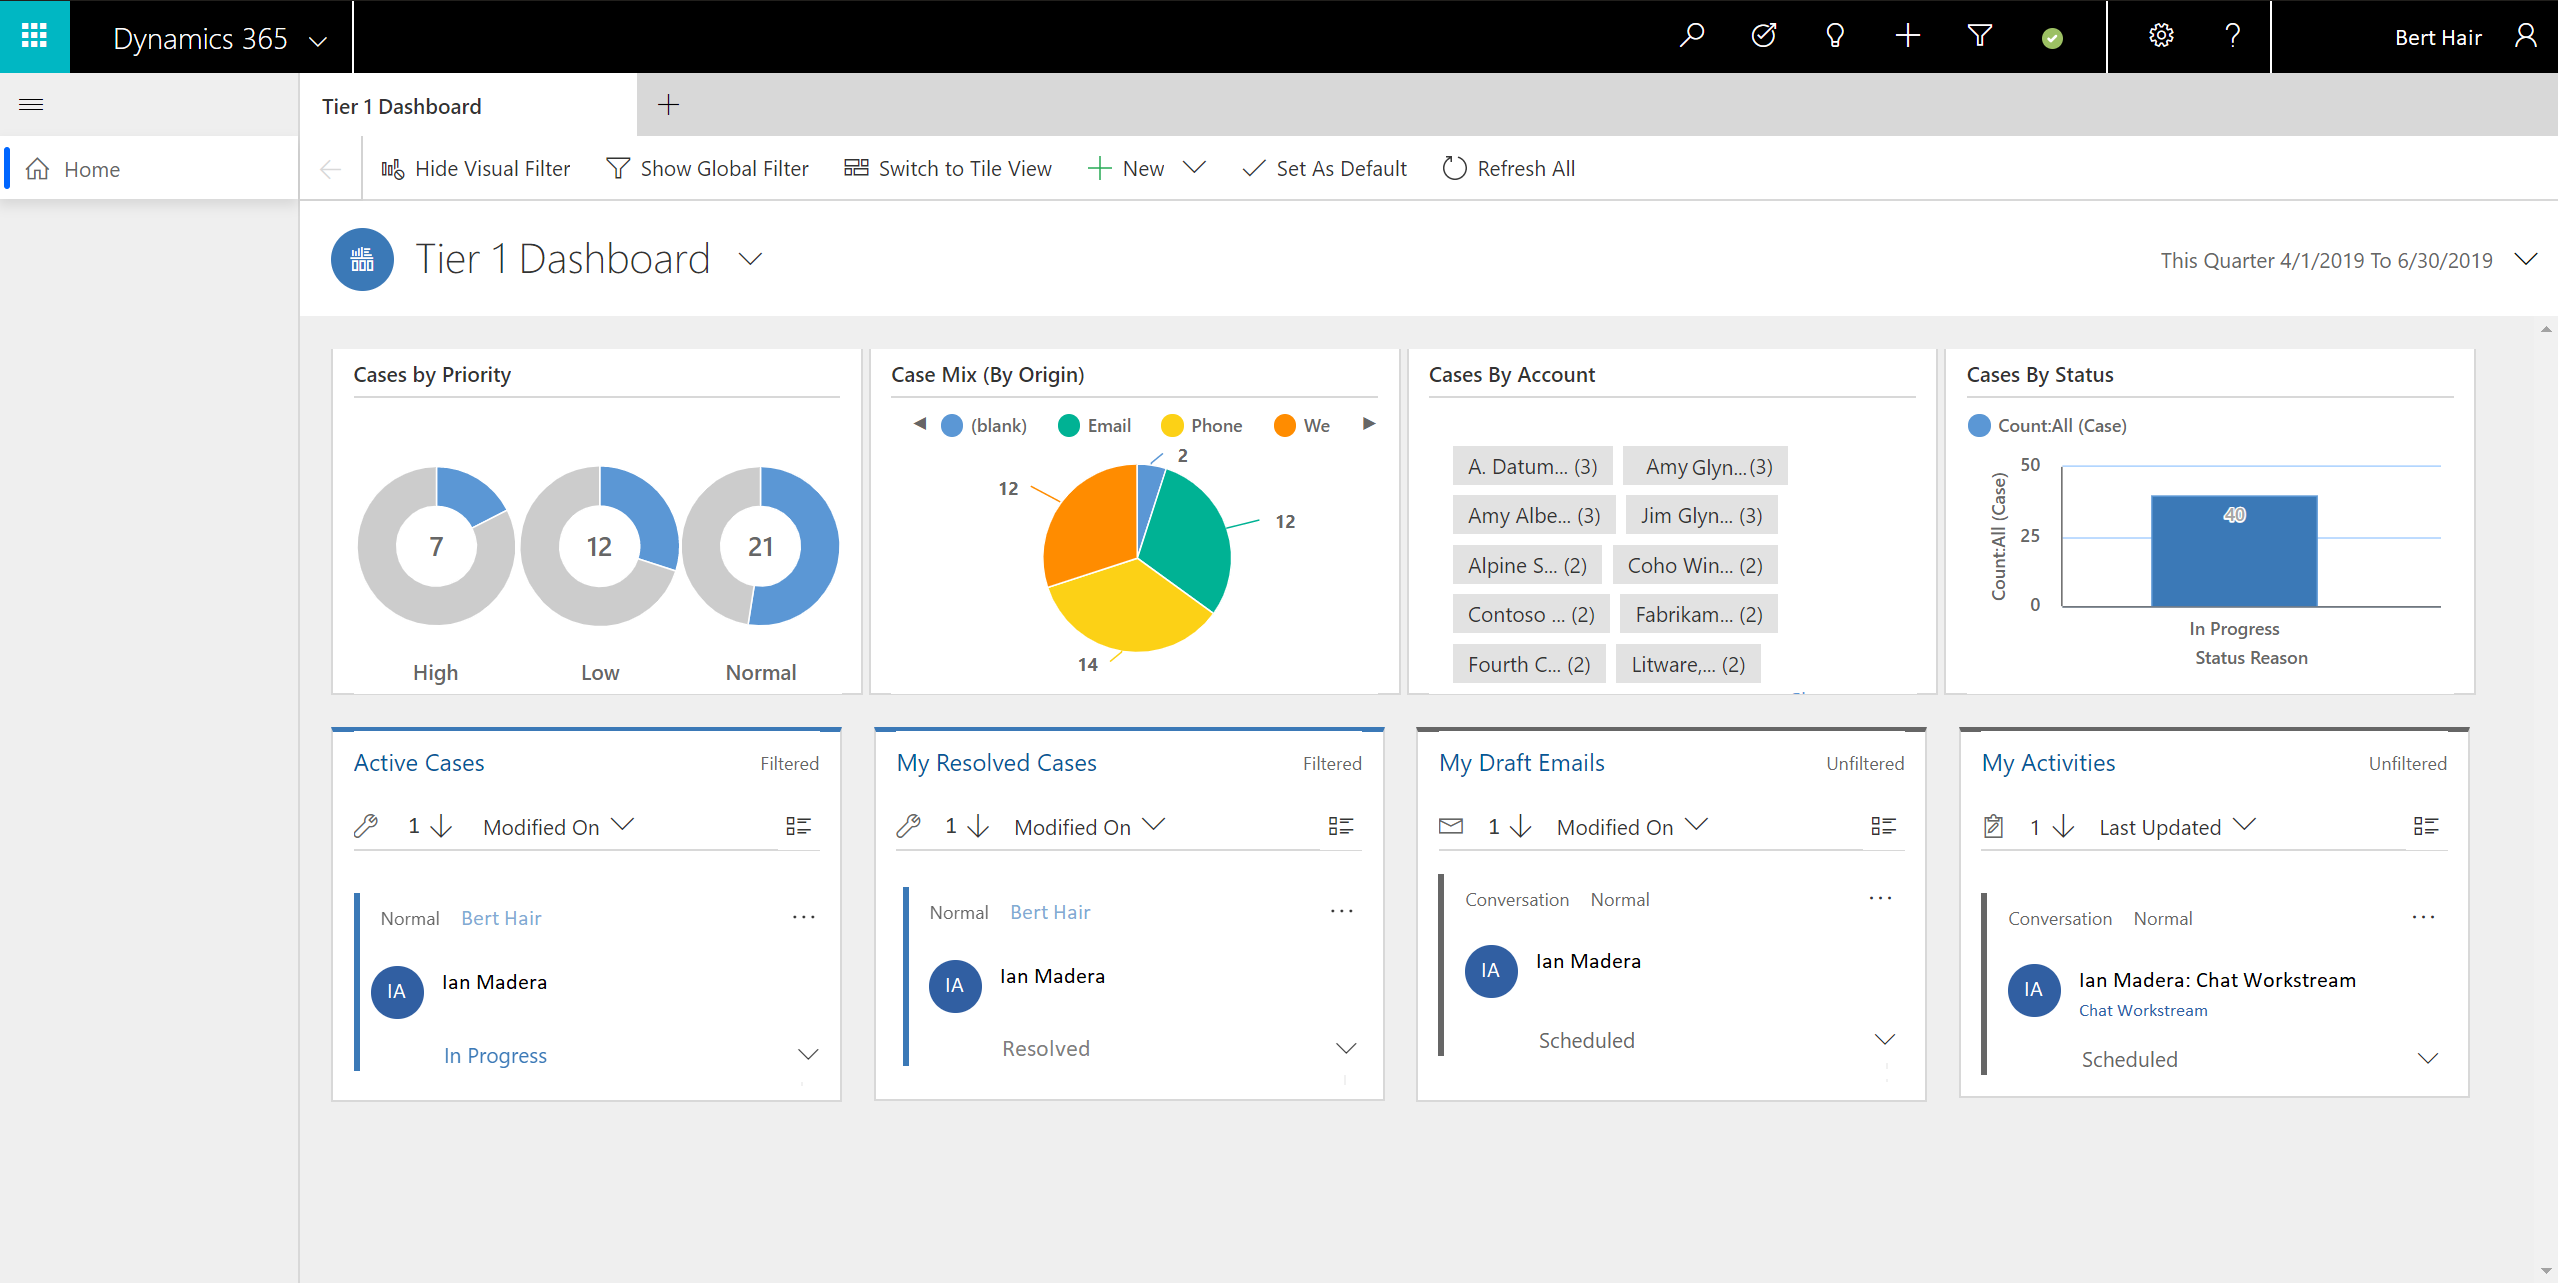 Dynamics 365
Bert Hair
Tier 1 Dashboard
Home
Hide Visual Filter
Show Global Filter
Switch to Tile View
New
Set As Default
Refresh All
Tier 1 Dashboard
This Quarter 4/1/2019 To 6/30/2019
Cases by Priority
7
12
21
High
Low
Normal
Case Mix (By Origin)
(blank)
Email
Phone
We
2
12
12
14
Cases By Account
A. Datum... (3)
Amy Glyn...(3)
Amy Albe... (3)
Jim Glyn... (3)
Alpine S... (2)
Coho Win... (2)
Contoso ... (2)
Fabrikam... (2)
Fourth C... (2)
Litware,... (2)
Cases By Status
Count:All (Case)
Count:All (Case)
50
25
0
40
In Progress
Status Reason
Active Cases
Filtered
1
Modified On
Normal
Bert Hair
IA
Ian Madera
In Progress
My Resolved Cases
Filtered
1
Modified On
Normal
Bert Hair
IA
Ian Madera
Resolved
My Draft Emails
Unfiltered
1
Modified On
Conversation
Normal
IA
Ian Madera
Scheduled
My Activities
Unfiltered
1
Last Updated
Conversation
Normal
IA
Ian Madera: Chat Workstream
Chat Workstream
Scheduled